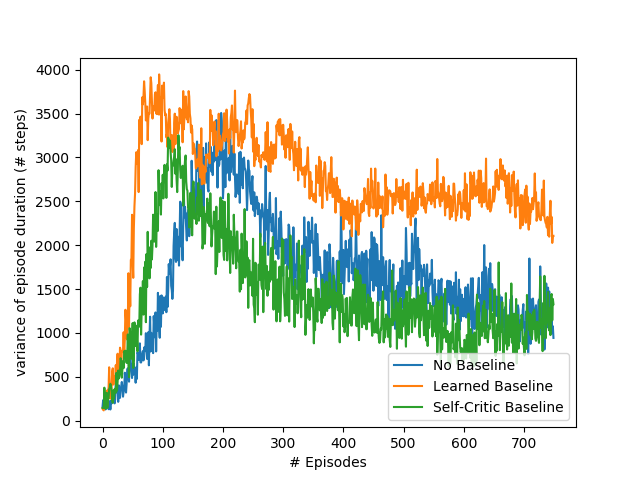 4000
3500
3000
2500
2000
1500
1000
500
0
variance of episode duration (# steps)
0 100 200 300 400 500 600 700
# Episodes
No Baseline
Learned Baseline
Self-Critic Baseline